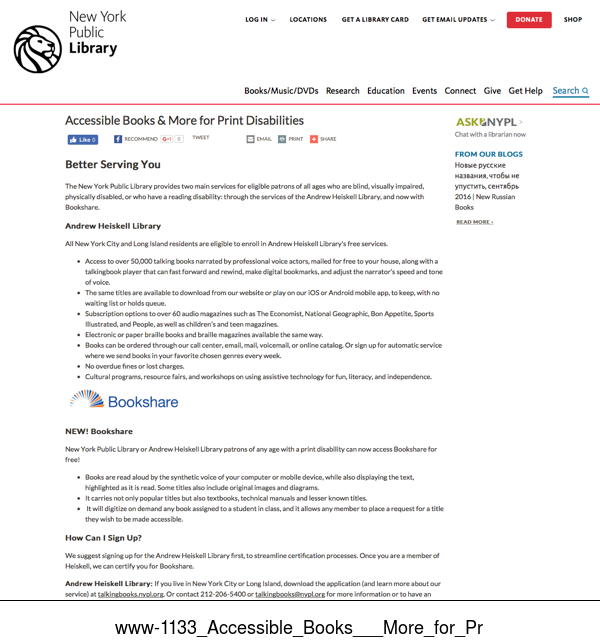 New York
Public
Library
LOG IN
LOCATIONS
GET A LIBRARY CARD
GET EMAIL UPDATES
DONATE
SHOP
Books/Music/DVDs Research Education Events Connect Give Get Help Search
Accessible Books & More for Print Disabilities
Like 0
RECOMMEND
G+1 0
TWEET
EMAIL
PRINT
SHARE
ASK NYPL >
Chat with a librarian now
FROM OUR BLOGS
Новые русские
названия, чтобы не
упустить, сентябрь
2016 | New Russian
Books
READ MORE ›
Better Serving You
The New York Public Library provides two main services for eligible patrons of all ages who are blind, visually impaired,
physically disabled, or who have a reading disability: through the services of the Andrew Heiskell Library, and now with
Bookshare.
Andrew Heiskell Library
All New York City and Long Island residents are eligible to enroll in Andrew Heiskell Library's free services.
• Access to over 50,000 talking books narrated by professional voice actors, mailed for free to your house, along with a
talkingbook player that can fast forward and rewind, make digital bookmarks, and adjust the narrator's speed and tone
of voice.
• The same titles are available to download from our website or play on our iOS or Android mobile app, to keep, with no
waiting list or holds queue.
• Subscription options to over 60 audio magazines such as The Economist, National Geographic, Bon Appetite, Sports
Illustrated, and People, as well as children's and teen magazines.
• Electronic or paper braille books and braille magazines available the same way.
• Books can be ordered through our call center, email, mail, voicemail, or online catalog. Or sign up for automatic service
where we send books in your favorite chosen genres every week.
• No overdue fines or lost charges.
• Cultural programs, resource fairs, and workshops on using assistive technology for fun, literacy, and independence.
Bookshare
NEW! Bookshare
New York Public Library or Andrew Heiskell Library patrons of any age with a print disability can now access Bookshare for
free!
• Books are read aloud by the synthetic voice of your computer or mobile device, while also displaying the text,
highlighted as it is read. Some titles also include original images and diagrams.
• It carries not only popular titles but also textbooks, technical manuals and lesser known titles.
• It will digitize on demand any book assigned to a student in class, and it allows any member to place a request for a title
they wish to be made accessible.
How Can I Sign Up?
We suggest signing up for the Andrew Heiskell Library first, to streamline certification processes. Once you are a member of
Heiskell, we can certify you for Bookshare.
Andrew Heiskell Library: If you live in New York City or Long Island, download the application (and learn more about our
service) at talkingbooks.nypl.org. Or contact 212-206-5400 or talkingbooks@nypl.org for more information or to have an
www-1133_Accessible_Books___More_for_Pr